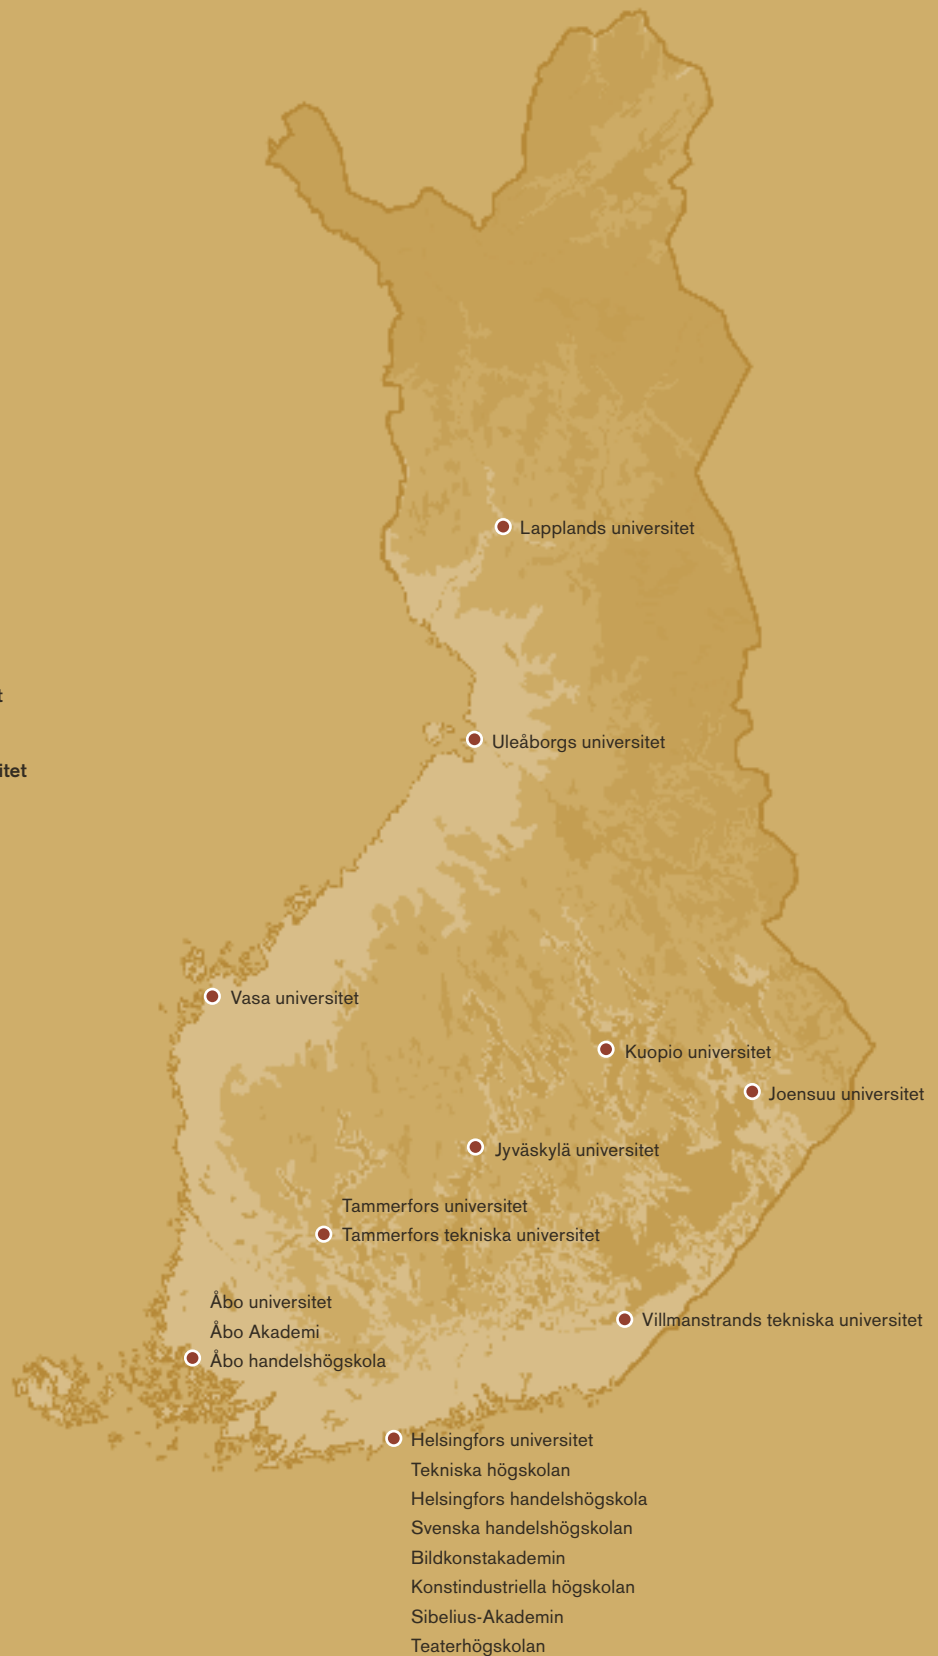 Lapplands universitet
t
Uleåborgs universitet
itet
Vasa universitet
Kuopio universitet
Joensuu universitet
Jyväskylä universitet
Tammerfors universitet
Tammerfors tekniska universitet
Åbo universitet
Åbo Akademi
Åbo handelshögskola
Villmanstrands tekniska universitet
Helsingfors universitet
Tekniska högskolan
Helsingfors handelshögskola
Svenska handelshögskolan
Bildkonstakademin
Konstindustriella högskolan
Sibelius-Akademin
Teaterhögskolan